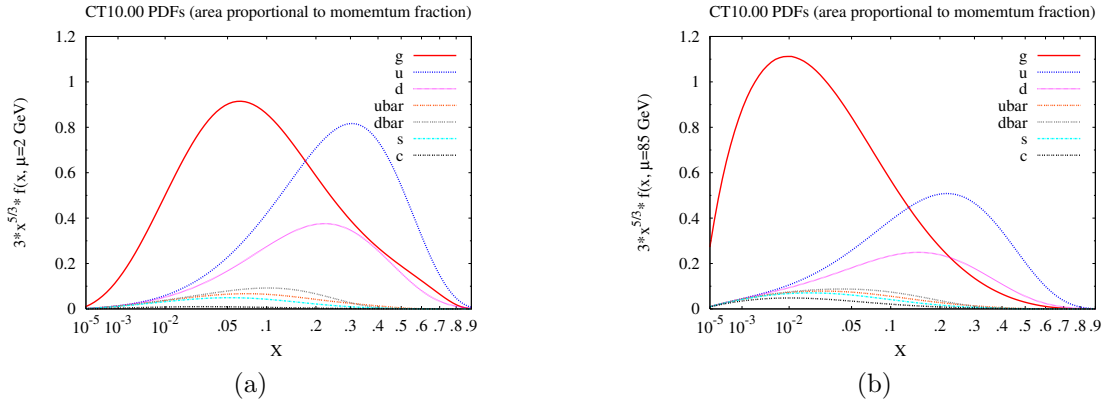 CT10.00 PDFs (area proportional to momemtum fraction)
3*x^5/3* f(x, μ=2 GeV)
1.2
1
0.8
0.6
0.4
0.2
0
g
u
d
ubar
dbar
s
c
10^-5 10^-3 10^-2 .05 .1 .2 .3 .4 .5 .6 .7 .8 .9
X
(a)
CT10.00 PDFs (area proportional to momemtum fraction)
3*x^5/3* f(x, μ=85 GeV)
1.2
1
0.8
0.6
0.4
0.2
0
g
u
d
ubar
dbar
s
c
10^-5 10^-3 10^-2 .05 .1 .2 .3 .4 .5 .6 .7 .8 .9
X
(b)